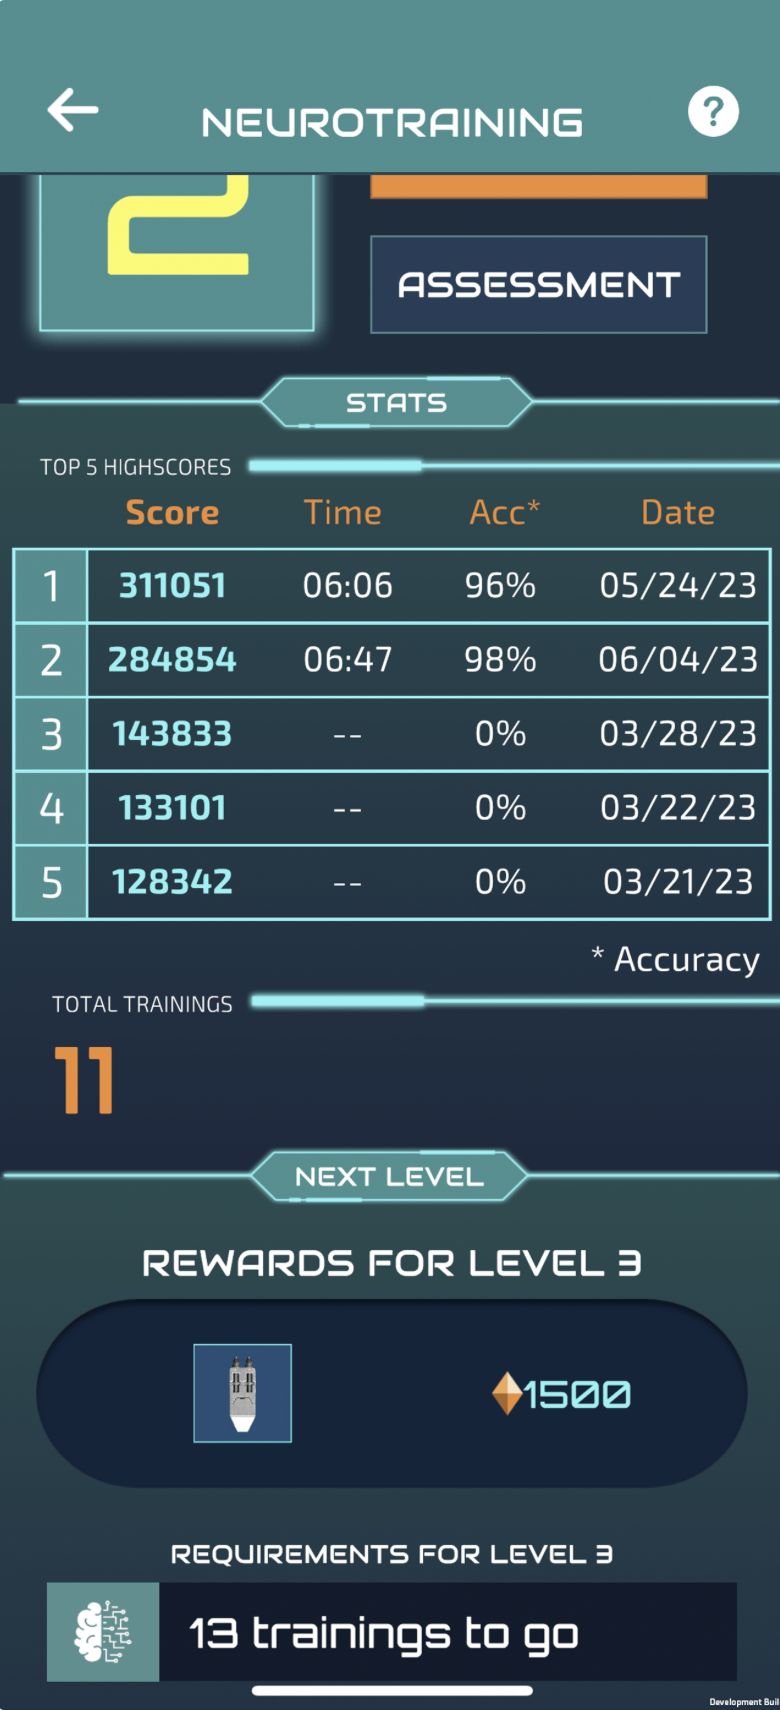 NEUROTRAINING
?
2
ASSESSMENT
STATS
TOP 5 HIGHSCORES
Score Time Acc* Date
1 311051 06:06 96% 05/24/23
2 284854 06:47 98% 06/04/23
3 143833 -- 0% 03/28/23
4 133101 -- 0% 03/22/23
5 128342 -- 0% 03/21/23
* Accuracy
TOTAL TRAININGS
11
NEXT LEVEL
REWARDS FOR LEVEL 3
1500
REQUIREMENTS FOR LEVEL 3
13 trainings to go
Development Buil